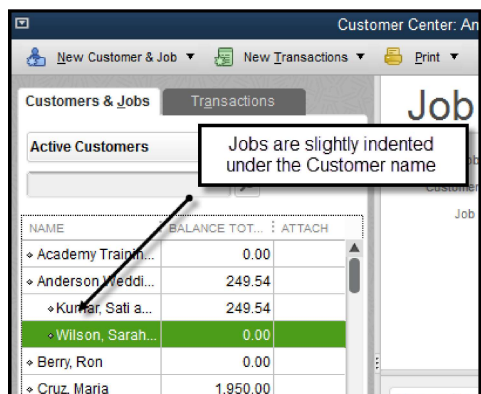 Customer Center: An
New Customer & Job
New Transactions
Print
Customers & Jobs
Transactions
Job
Active Customers
Jobs are slightly indented
under the Customer name
Job
NAME
BALANCE TOT...
ATTACH
Academy Trainin...
0.00
Anderson Weddi...
249.54
Kumar, Sati a...
249.54
Wilson, Sarah...
0.00
Berry, Ron
0.00
Cruz, Maria
1,950.00